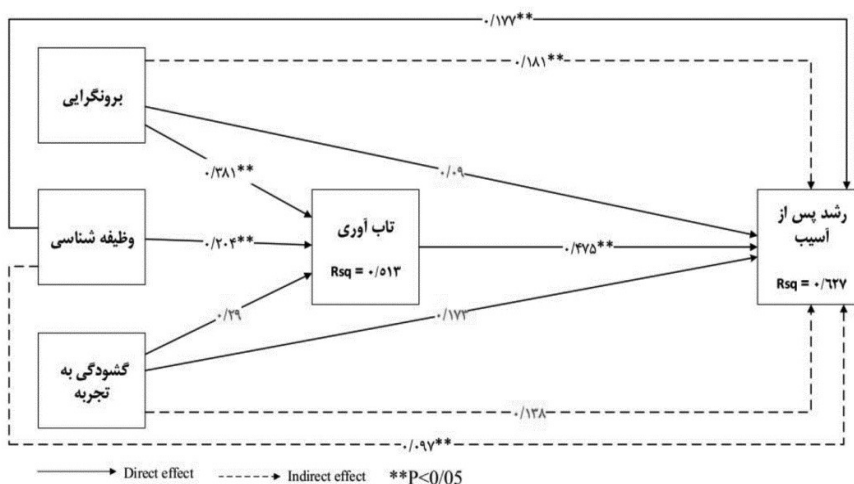 ۰/۱۷۷**
۰/۱۸۱**
برونگرایی
۰/۰۹
۰/۳۸۱**
تاب آوری
Rsq = ۰/۵۱۳
رشد پس از
آسیب
Rsq = ۰/٦۲۷
وظیفه شناسی
۰/۲۰۴**
۰/۴۷۵**
۰/۲۹
۰/۱۷۳
گشودگی به
تجربه
۰/۱۳۸
۰/۰۹۷**
Direct effect
Indirect effect
**P<0/05